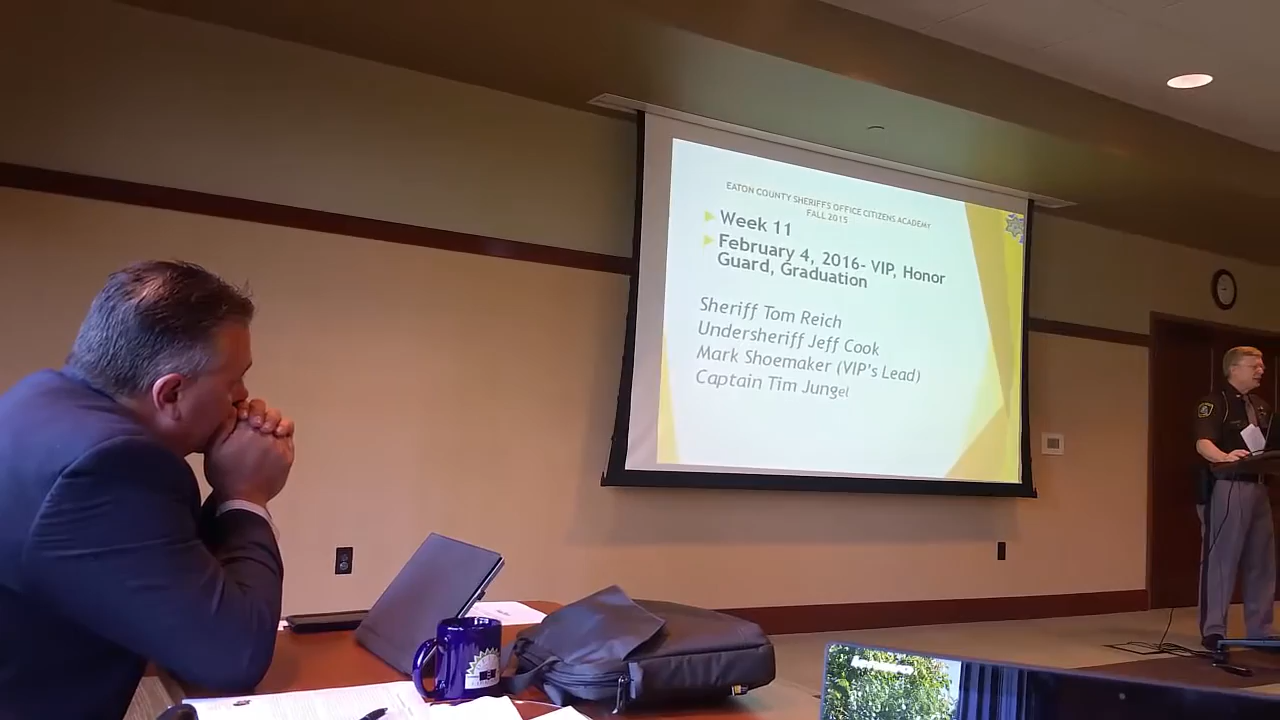 EATON COUNTY SHERIFFS OFFICE CITIZENS ACADEMY
FALL 2015
Week 11
February 4, 2016- VIP, Honor
Guard, Graduation
Sheriff Tom Reich
Undersheriff Jeff Cook
Mark Shoemaker (VIP's Lead)
Captain Tim Jungel